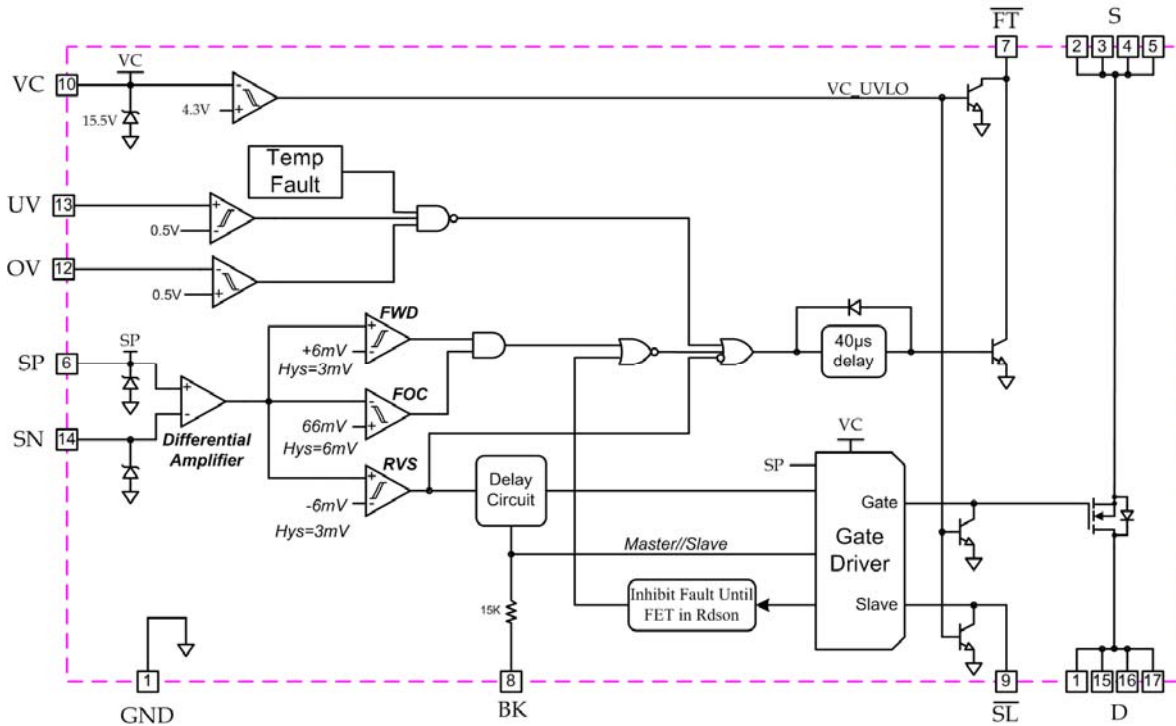 FT
S
7
2 3 4 5
VC
10
VC
15.5V
4.3V
-
+
VC_UVLO
Temp
Fault
UV
13
+
0.5V
-
OV
12
-
0.5V
+
FWD
+
+6mV
-
Hys=3mV
40µs
delay
SP
6
SP
+
-
Differential
Amplifier
FOC
-
66mV
+
Hys=6mV
SN
14
RVS
+
-6mV
-
Hys=3mV
Delay
Circuit
VC
SP
Gate
Gate
Driver
Slave
Master//Slave
Inhibit Fault Until
FET in Rdson
15K
1
GND
8
BK
9
SL
1 15 16 17
D